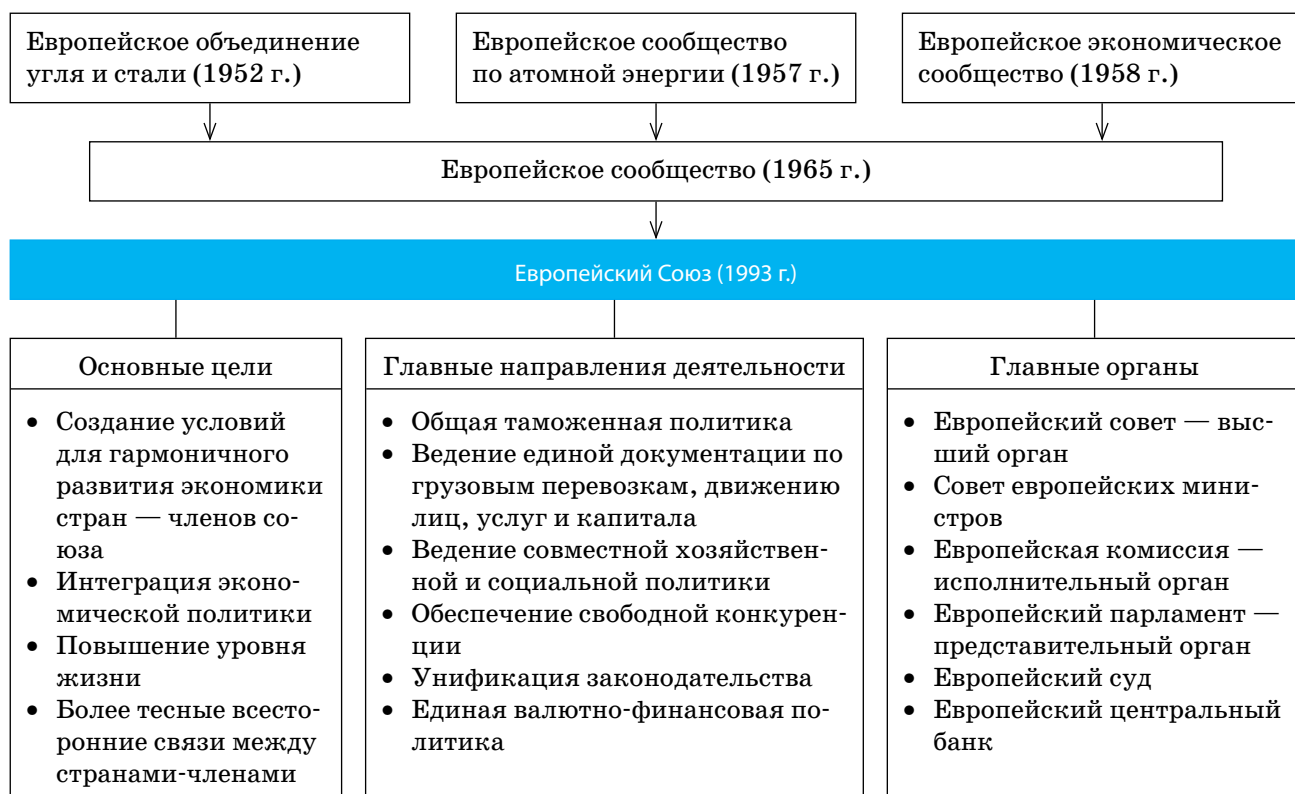 Европейское объединение
угля и стали (1952 г.)
Европейское сообщество
по атомной энергии (1957 г.)
Европейское экономическое
сообщество (1958 г.)
Европейское сообщество (1965 г.)
Европейский Союз (1993 г.)
Основные цели
• Создание условий
для гармоничного
развития экономики
стран — членов со-
юза
• Интеграция эконо-
мической политики
• Повышение уровня
жизни
• Более тесные всесто-
ронние связи между
странами-членами
Главные направления деятельности
• Общая таможенная политика
• Ведение единой документации по
грузовым перевозкам, движению
лиц, услуг и капитала
• Ведение совместной хозяйствен-
ной и социальной политики
• Обеспечение свободной конкурен-
ции
• Унификация законодательства
• Единая валютно-финансовая по-
литика
Главные органы
• Европейский совет — выс-
ший орган
• Совет европейских мини-
стров
• Европейская комиссия —
исполнительный орган
• Европейский парламент —
представительный орган
• Европейский суд
• Европейский центральный
банк